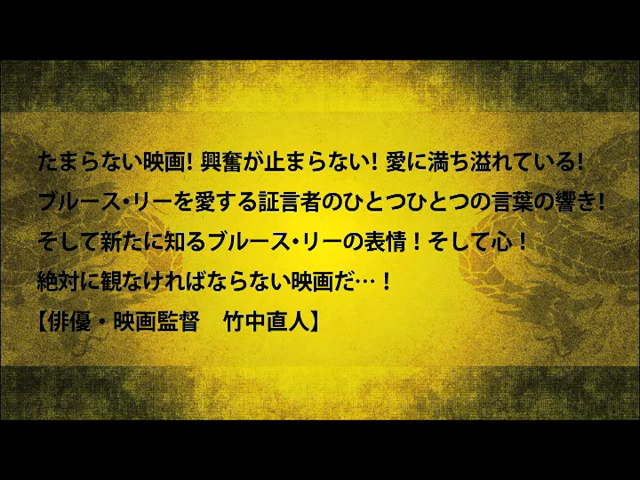 たまらない映画! 興奮が止まらない! 愛に満ち溢れている!
ブルース・リーを愛する証言者のひとつひとつの言葉の響き!
そして新たに知るブルース・リーの表情！そして心！
絶対に観なければならない映画だ…！
【俳優・映画監督　竹中直人】